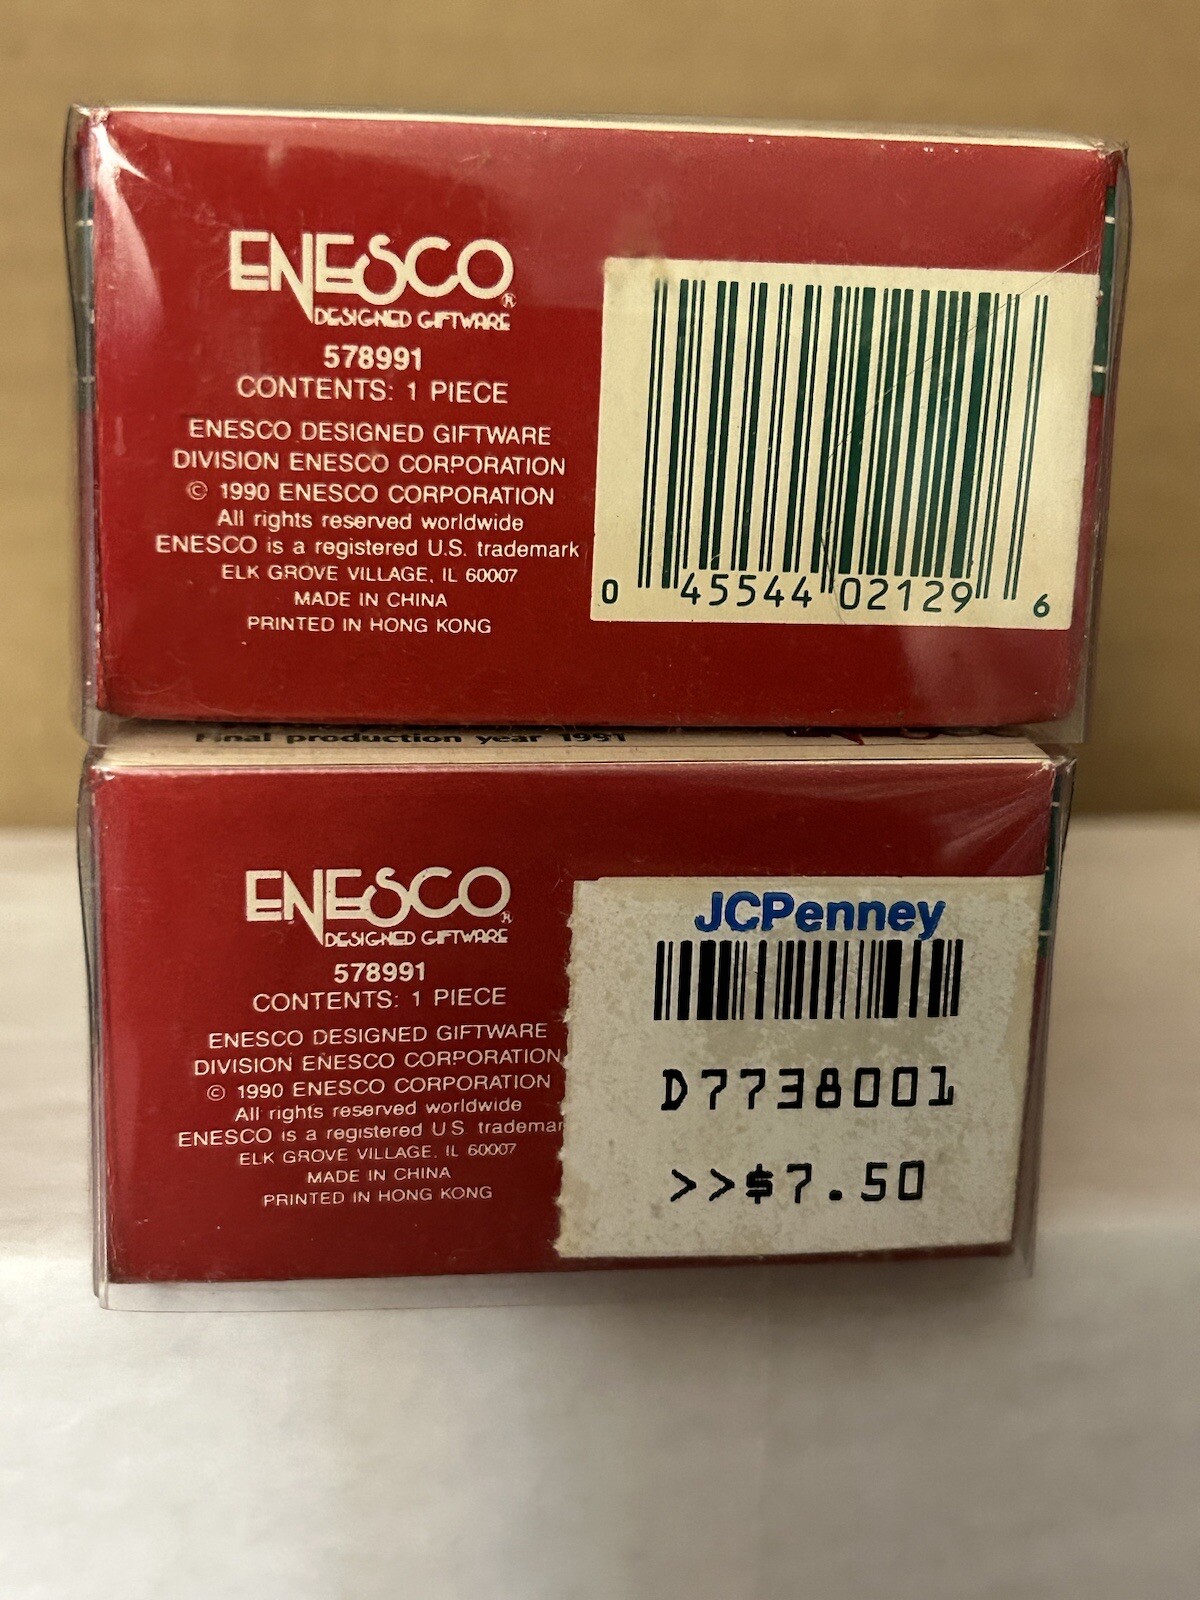 ENESCO®
DESIGNED GIFTWARE
578991
CONTENTS: 1 PIECE
ENESCO DESIGNED GIFTWARE
DIVISION ENESCO CORPORATION
© 1990 ENESCO CORPORATION
All rights reserved worldwide
ENESCO is a registered U.S. trademark
ELK GROVE VILLAGE, IL 60007
MADE IN CHINA
PRINTED IN HONG KONG
0 45544 02129 6
Final production year 1991
ENESCO®
DESIGNED GIFTWARE
578991
CONTENTS: 1 PIECE
ENESCO DESIGNED GIFTWARE
DIVISION ENESCO CORPORATION
© 1990 ENESCO CORPORATION
All rights reserved worldwide
ENESCO is a registered U.S. trademar
ELK GROVE VILLAGE, IL 60007
MADE IN CHINA
PRINTED IN HONG KONG
JCPenney
D7738001
>>$7.50